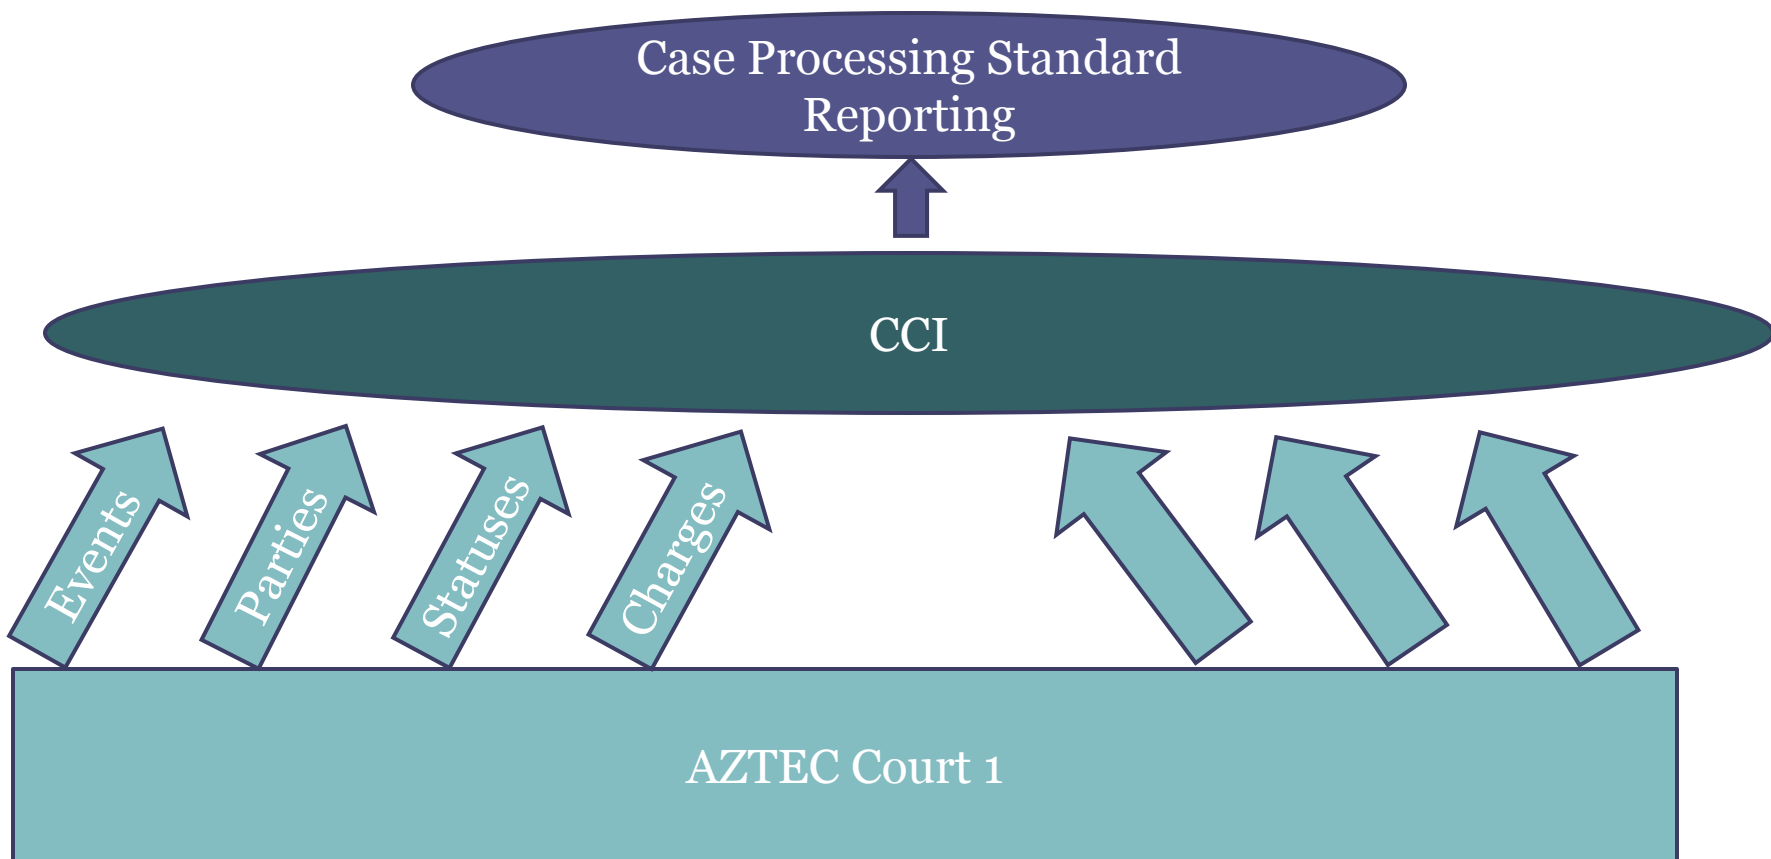 Case Processing Standard
Reporting
CCI
Events
Parties
Statuses
Charges
AZTEC Court 1